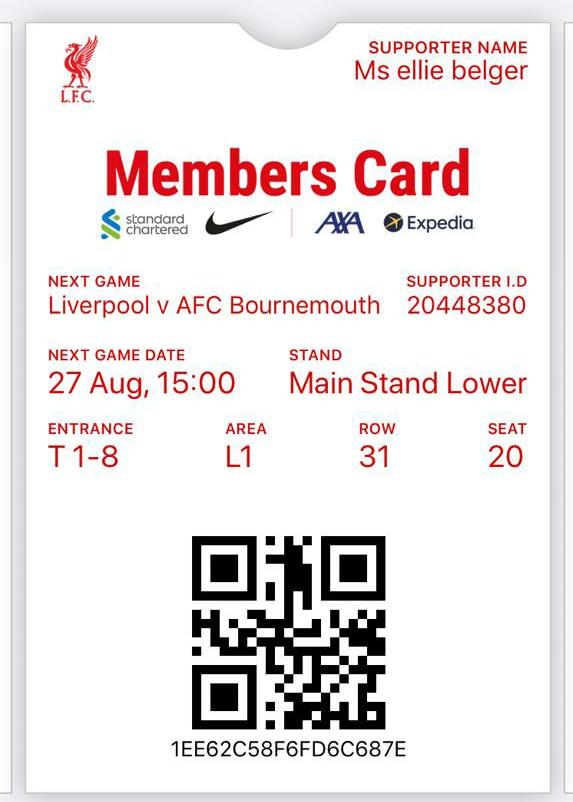 L.F.C.
SUPPORTER NAME
Ms ellie belger
Members Card
standard
chartered
AXA
Expedia
NEXT GAME
Liverpool v AFC Bournemouth
SUPPORTER I.D
20448380
NEXT GAME DATE
27 Aug, 15:00
STAND
Main Stand Lower
ENTRANCE
T 1-8
AREA
L1
ROW
31
SEAT
20
1EE62C58F6FD6C687E